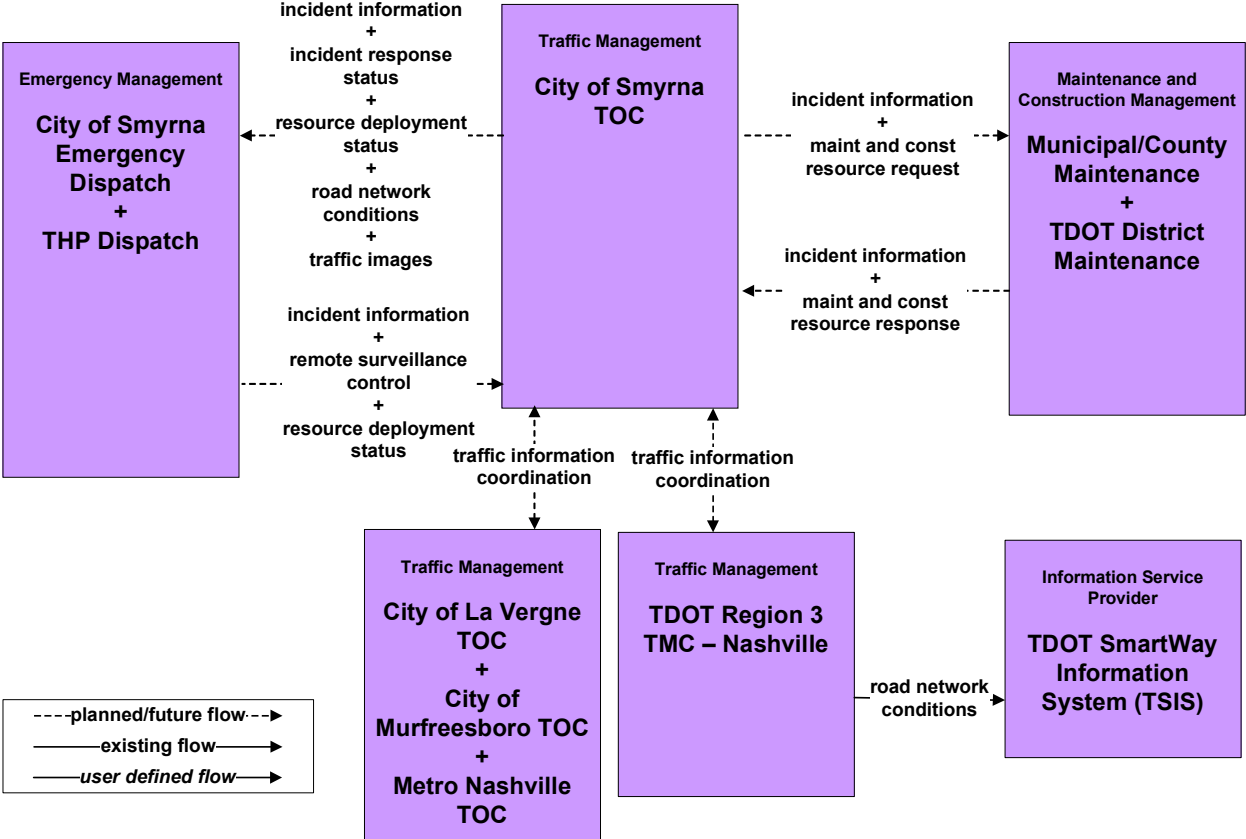 incident information
+
incident response
status
+
resource deployment
status
+
road network
conditions
+
traffic images
Emergency Management
City of Smyrna
Emergency
Dispatch
+
THP Dispatch
Traffic Management
City of Smyrna
TOC
incident information
+
maint and const
resource request
Maintenance and
Construction Management
Municipal/County
Maintenance
+
TDOT District
Maintenance
incident information
+
maint and const
resource response
incident information
+
remote surveillance
control
+
resource deployment
status
traffic information
coordination
traffic information
coordination
Traffic Management
City of La Vergne
TOC
+
City of
Murfreesboro TOC
+
Metro Nashville
TOC
Traffic Management
TDOT Region 3
TMC – Nashville
road network
conditions
Information Service
Provider
TDOT SmartWay
Information
System (TSIS)
planned/future flow
existing flow
user defined flow